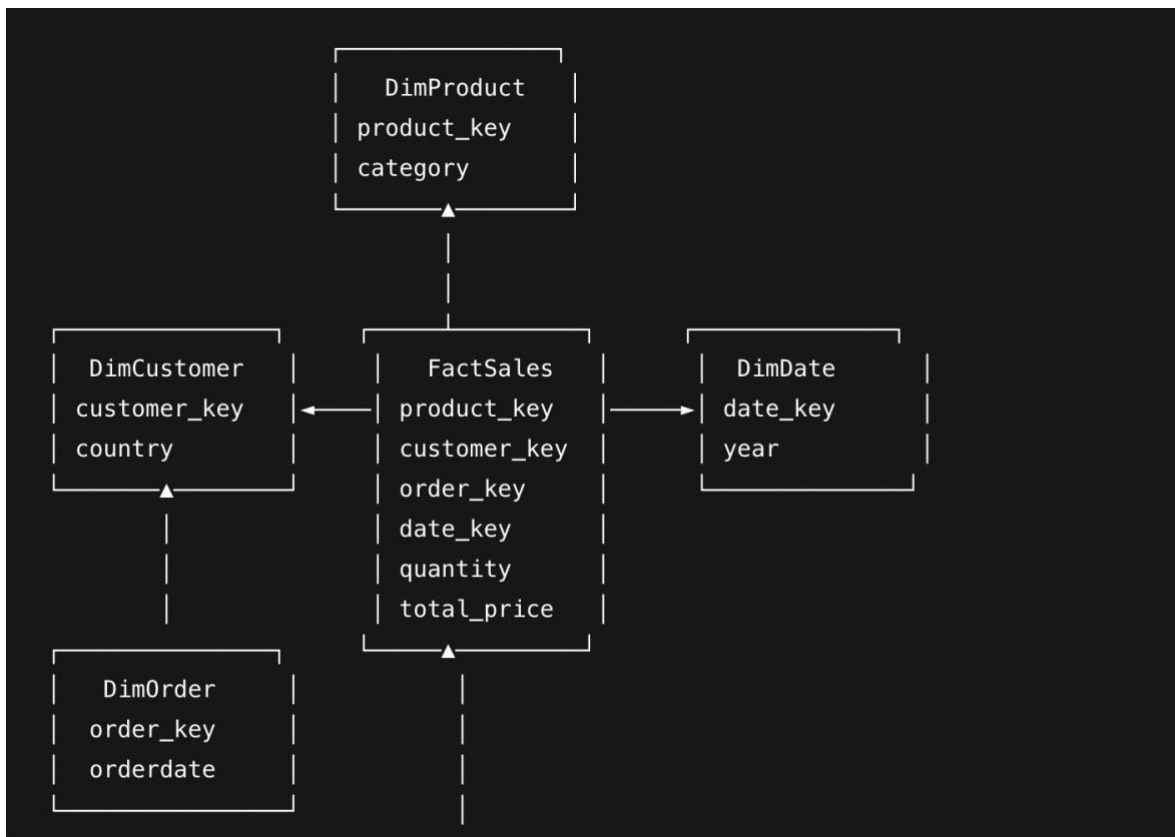 DimProduct
product_key
category
DimCustomer
customer_key
country
FactSales
product_key
customer_key
order_key
date_key
quantity
total_price
DimDate
date_key
year
DimOrder
order_key
orderdate